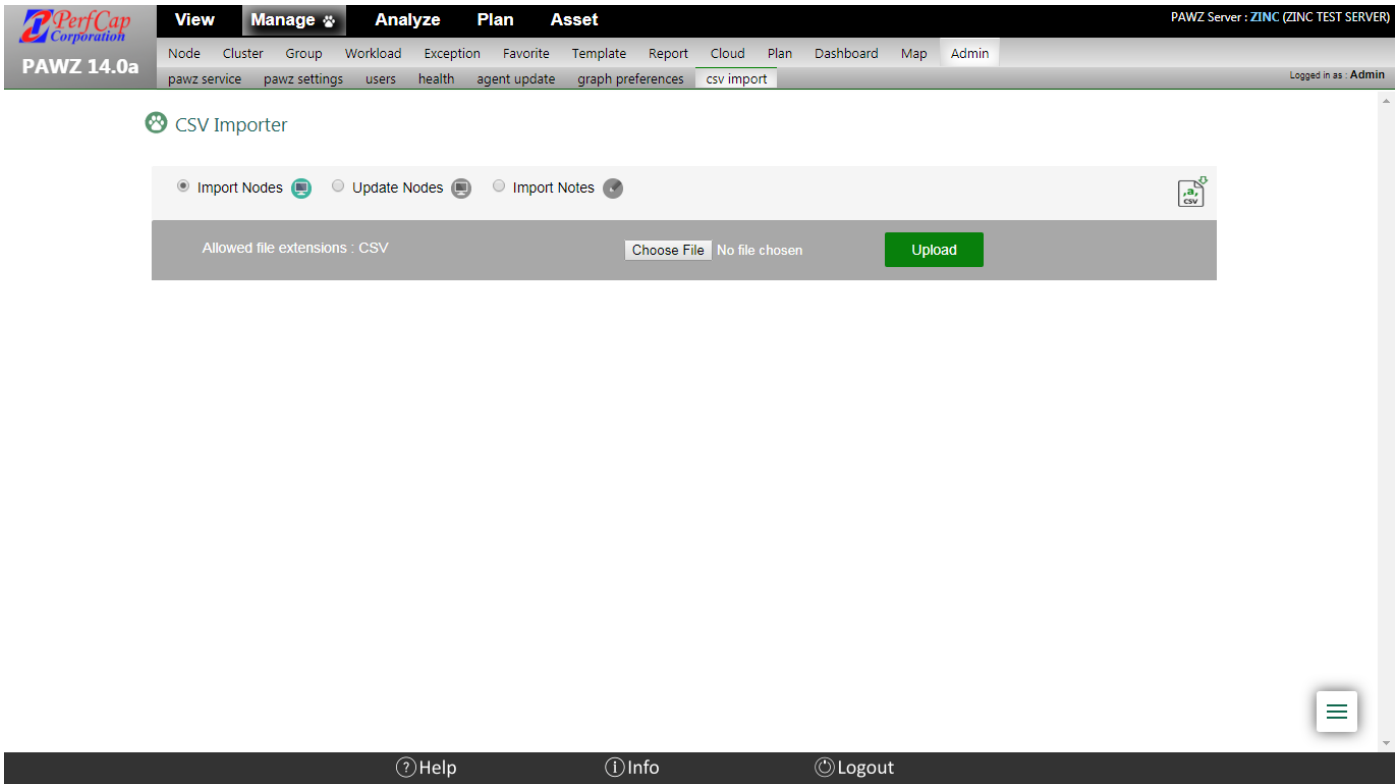 PerfCap
Corporation
PAWZ 14.0a
View Manage Analyze Plan Asset
PAWZ Server : ZINC (ZINC TEST SERVER)
Node Cluster Group Workload Exception Favorite Template Report Cloud Plan Dashboard Map Admin
pawz service pawz settings users health agent update graph preferences csv import
Logged in as : Admin
CSV Importer
Import Nodes Update Nodes Import Notes
,a,
CSV
Allowed file extensions : CSV Choose File No file chosen Upload
? Help i Info Logout